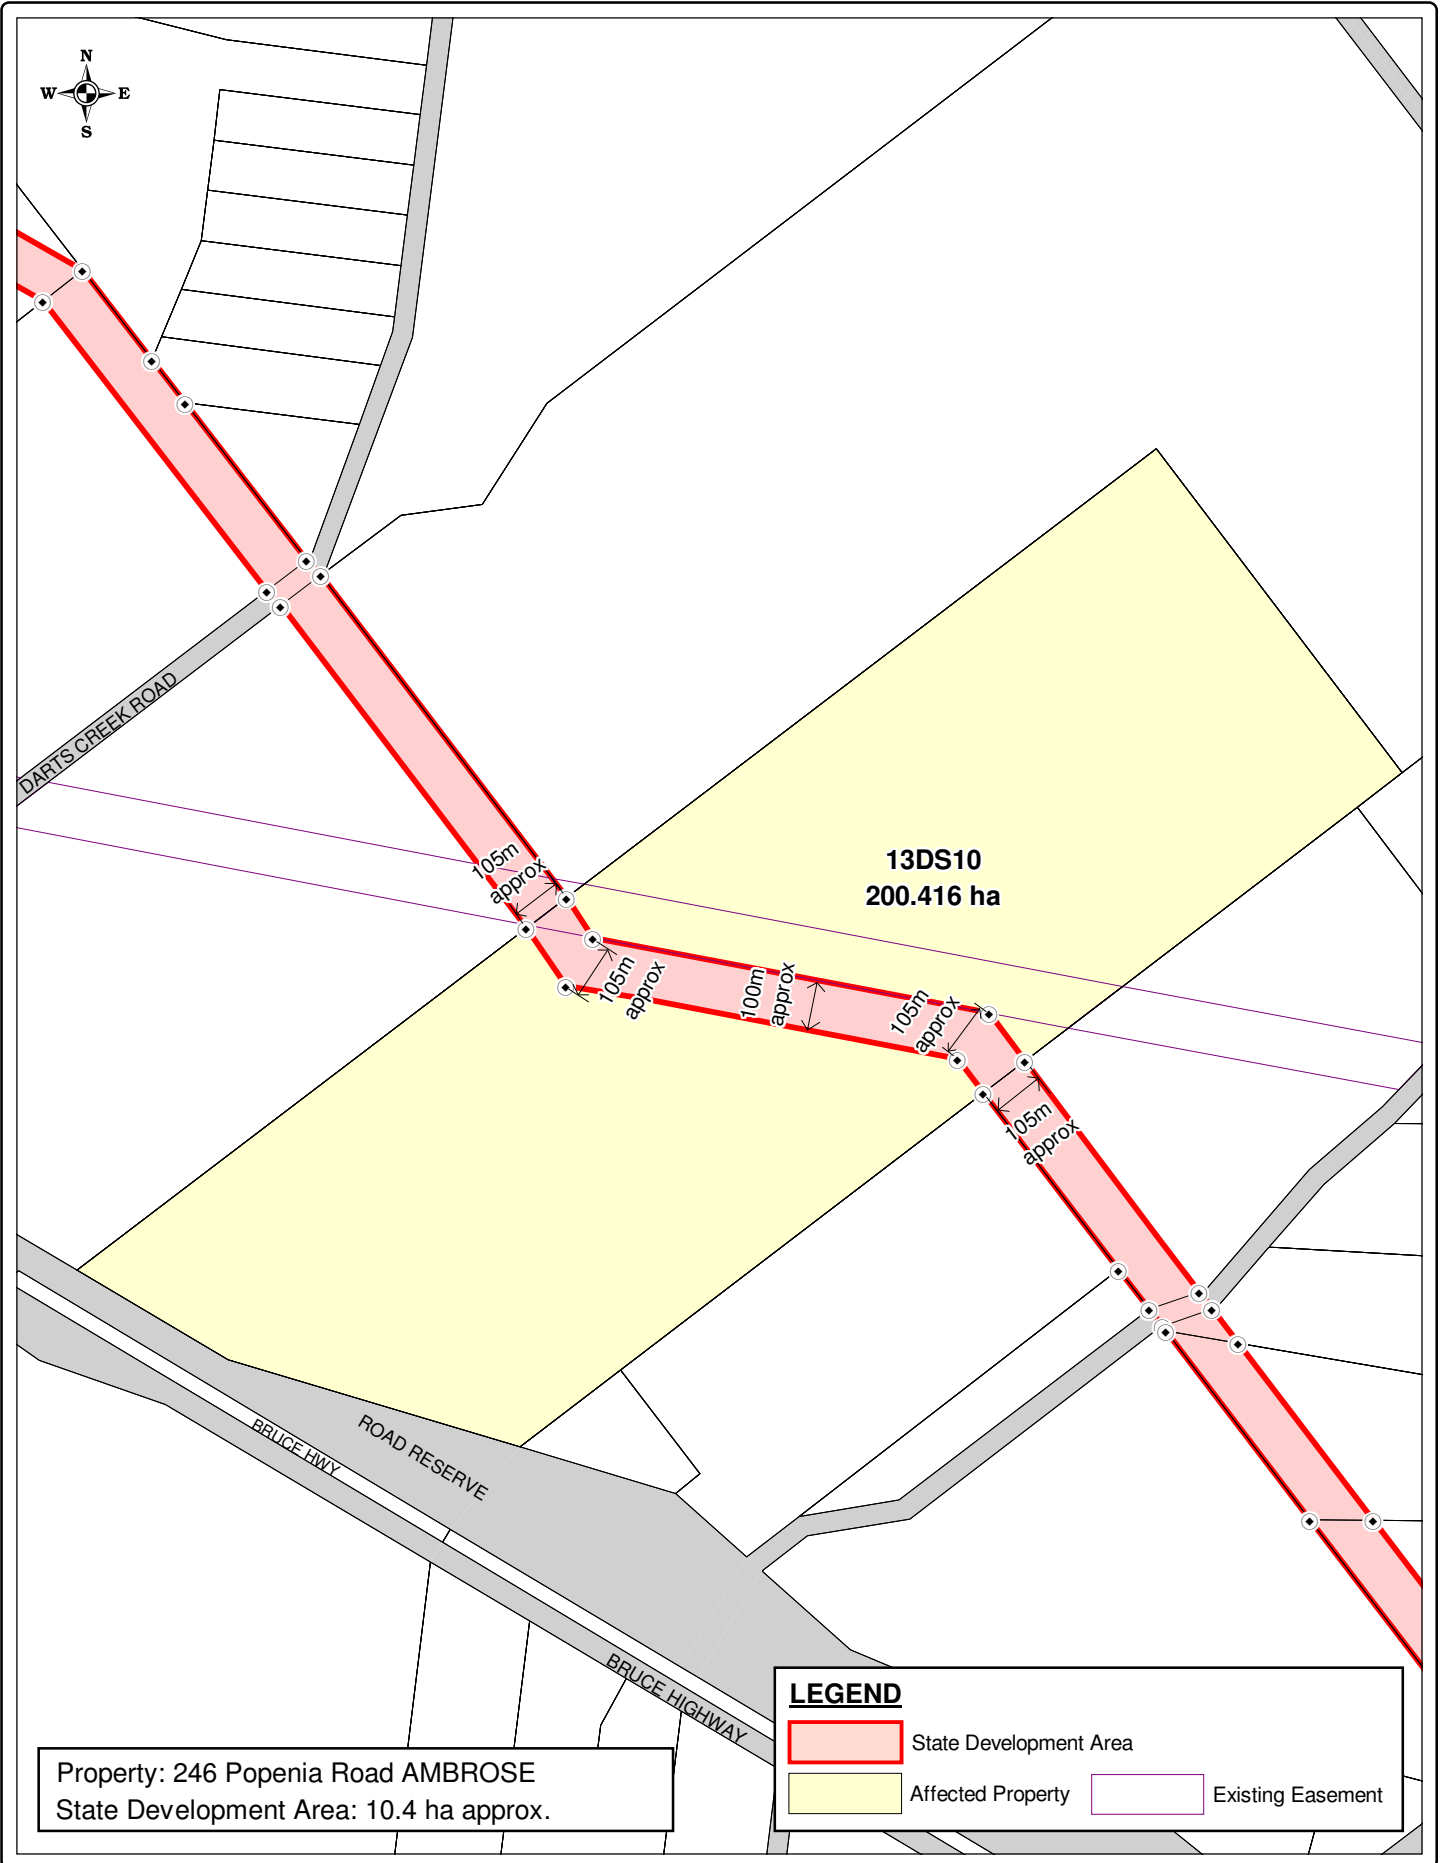 N
W E
S
DARTS CREEK ROAD
105m
approx
13DS10
200.416 ha
105m
approx
100m
approx
105m
approx
105m
approx
ROAD RESERVE
BRUCE HWY
BRUCE HIGHWAY
LEGEND
State Development Area
Affected Property
Existing Easement
Property: 246 Popenia Road AMBROSE
State Development Area: 10.4 ha approx.